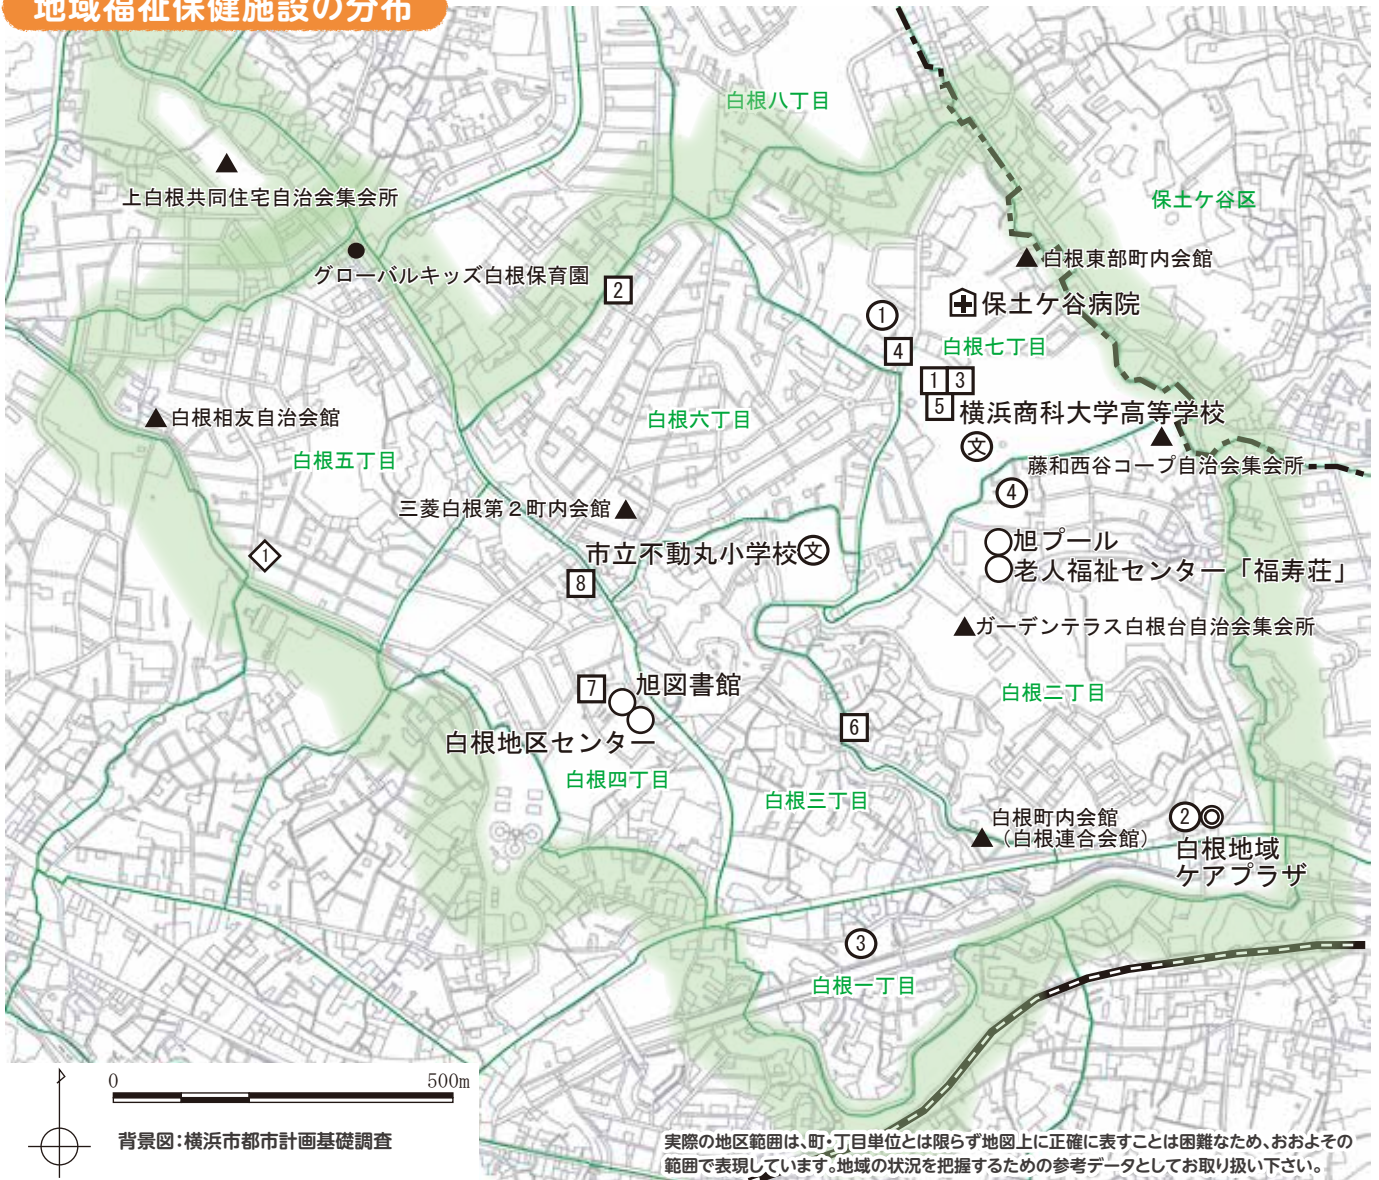 地域福祉保健施設の分布
白根八丁目
上白根共同住宅自治会集会所
保土ケ谷区
グローバルキッズ白根保育園
白根東部町内会館
2
保土ケ谷病院
1
4
白根七丁目
1 3
5
横浜商科大学高等学校
白根相友自治会館
白根六丁目
文
白根五丁目
藤和西谷コープ自治会集会所
4
三菱白根第２町内会館
旭プール
市立不動丸小学校
文
1
老人福祉センター「福寿荘」
8
ガーデンテラス白根台自治会集会所
7
旭図書館
白根二丁目
6
白根地区センター
白根四丁目
白根三丁目
白根町内会館
（白根連合会館）
2
白根地域
ケアプラザ
3
白根一丁目
0
500m
背景図：横浜市都市計画基礎調査
実際の地区範囲は、町・丁目単位とは限らず地図上に正確に表すことは困難なため、おおよその
範囲で表現しています。地域の状況を把握するための参考データとしてお取り扱い下さい。